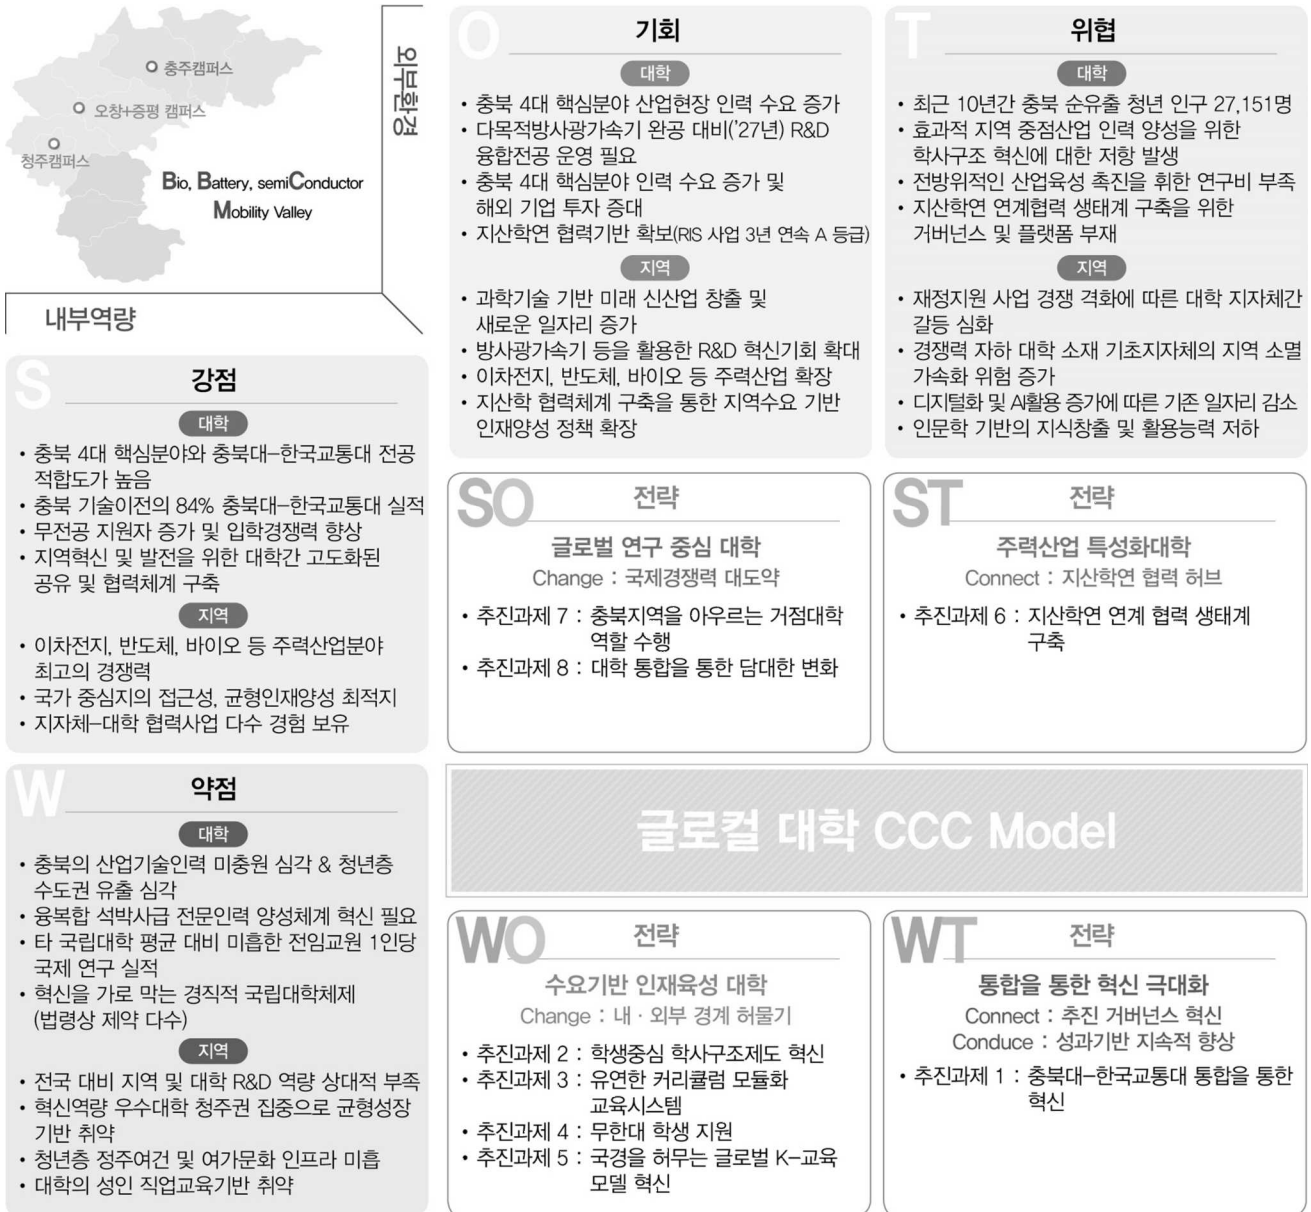 충주캠퍼스
오창+증평 캠퍼스
청주캠퍼스
Bio, Battery, semiConductor
Mobility Valley
외부환경
내부역량
O
기회
대학
• 충북 4대 핵심분야 산업현장 인력 수요 증가
• 다목적방사광가속기 완공 대비('27년) R&D
융합전공 운영 필요
• 충북 4대 핵심분야 인력 수요 증가 및
해외 기업 투자 증대
• 지산학연 협력기반 확보(RIS 사업 3년 연속 A 등급)
지역
• 과학기술 기반 미래 신산업 창출 및
새로운 일자리 증가
• 방사광가속기 등을 활용한 R&D 혁신기회 확대
• 이차전지, 반도체, 바이오 등 주력산업 확장
• 지산학 협력체계 구축을 통한 지역수요 기반
인재양성 정책 확장
T
위협
대학
• 최근 10년간 충북 순유출 청년 인구 27,151명
• 효과적 지역 중점산업 인력 양성을 위한
학사구조 혁신에 대한 저항 발생
• 전방위적인 산업육성 촉진을 휘한 연구비 부족
• 지산학연 연계협력 생태계 구축을 위한
거버넌스 및 플랫폼 부재
지역
• 재정지원 사업 경쟁 격화에 따른 대학 지자체간
갈등 심화
• 경쟁력 자하 대학 소재 기초지자체의 지역 소멸
가속화 위험 증가
• 디지털화 및 AI활용 증가에 따른 기존 일자리 감소
• 인문학 기반의 지식창출 및 활용능력 저하
S
강점
대학
• 충북 4대 핵심분야와 충북대-한국교통대 전공
적합도가 높음
• 충북 기술이전의 84% 충북대-한국교통대 실적
• 무전공 지원자 증가 및 입학경쟁력 향상
• 지역혁신 및 발전을 위한 대학간 고도화된
공유 및 협력체계 구축
지역
• 이차전지, 반도체, 바이오 등 주력산업분야
최고의 경쟁력
• 국가 중심지의 접근성, 균형인재양성 최적지
• 지자체-대학 협력사업 다수 경험 보유
SO
전략
글로벌 연구 중심 대학
Change : 국제경쟁력 대도약
• 추진과제 7 : 충북지역을 아우르는 거점대학
역할 수행
• 추진과제 8 : 대학 통합을 통한 담대한 변화
ST
전략
주력산업 특성화대학
Connect : 지산학연 협력 허브
• 추진과제 6 : 지산학연 연계 협력 생태계
구축
W
약점
대학
• 충북의 산업기술인력 미충원 심각 & 청년층
수도권 유출 심각
• 융복합 석박사급 전문인력 양성체계 혁신 필요
• 타 국립대학 평균 대비 미흡한 전임교원 1인당
국제 연구 실적
• 혁신을 가로 막는 경직적 국립대학체제
(법령상 제약 다수)
지역
• 전국 대비 지역 및 대학 R&D 역량 상대적 부족
• 혁신역량 우수대학 청주권 집중으로 균형성장
기반 취약
• 청년층 정주여건 및 여가문화 인프라 미흡
• 대학의 성인 직업교육기반 취약
글로컬 대학 CCC Model
WO
전략
수요기반 인재육성 대학
Change : 내 · 외부 경계 허물기
• 추진과제 2 : 학생중심 학사구조제도 혁신
• 추진과제 3 : 유연한 커리큘럼 모듈화
교육시스템
• 추진과제 4 : 무한대 학생 지원
• 추진과제 5 : 국경을 허무는 글로벌 K-교육
모델 혁신
WT
전략
통합을 통한 혁신 극대화
Connect : 추진 거버넌스 혁신
Conduce : 성과기반 지속적 향상
• 추진과제 1 : 충북대-한국교통대 통합을 통한
혁신